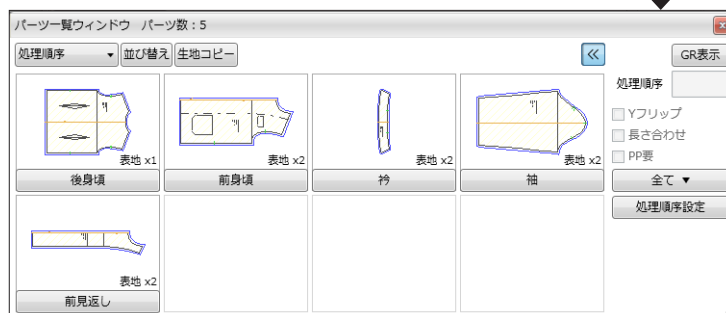 パーツ一覧ウィンドウ パーツ数：5
処理順序 ▼ 並び替え 生地コピー ≪ GR表示
処理順序
Yフリップ
長さ合わせ
PP要
全て ▼
処理順序設定
表地 x1 表地 x2 表地 x2 表地 x2
後身頃 前身頃 衿 袖
表地 x2
前見返し